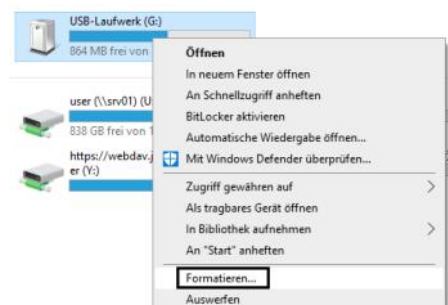 USB-Laufwerk (G:)
864 MB frei von
user (\\srv01) (U
838 GB frei von 1
https://webdav.j
er (Y:)
Öffnen
In neuem Fenster öffnen
An Schnellzugriff anheften
BitLocker aktivieren
Automatische Wiedergabe öffnen...
Mit Windows Defender überprüfen...
Zugriff gewähren auf
Als tragbares Gerät öffnen
In Bibliothek aufnehmen
An "Start" anheften
Formatieren...
Auswerfen